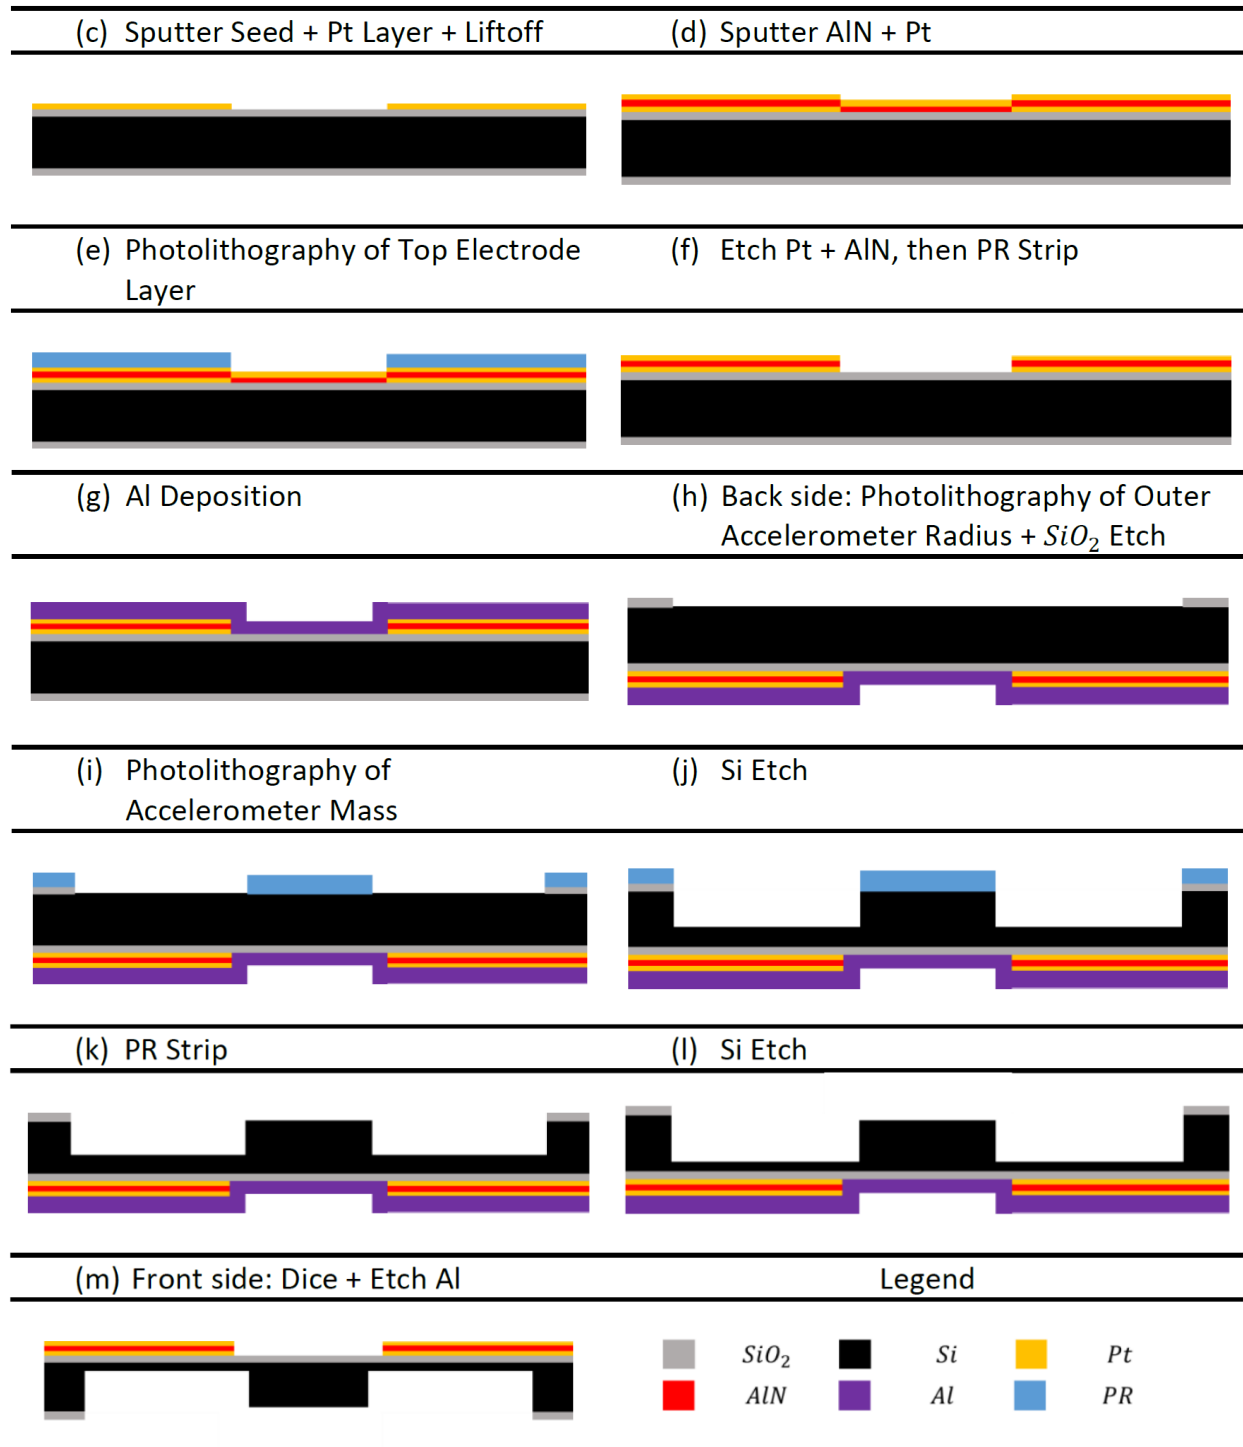 (c) Sputter Seed + Pt Layer + Liftoff
(d) Sputter AlN + Pt
(e) Photolithography of Top Electrode
Layer
(f) Etch Pt + AlN, then PR Strip
(g) Al Deposition
(h) Back side: Photolithography of Outer
Accelerometer Radius + SiO₂ Etch
(i) Photolithography of
Accelerometer Mass
(j) Si Etch
(k) PR Strip
(l) Si Etch
(m) Front side: Dice + Etch Al
Legend
SiO₂ Si Pt
AlN Al PR